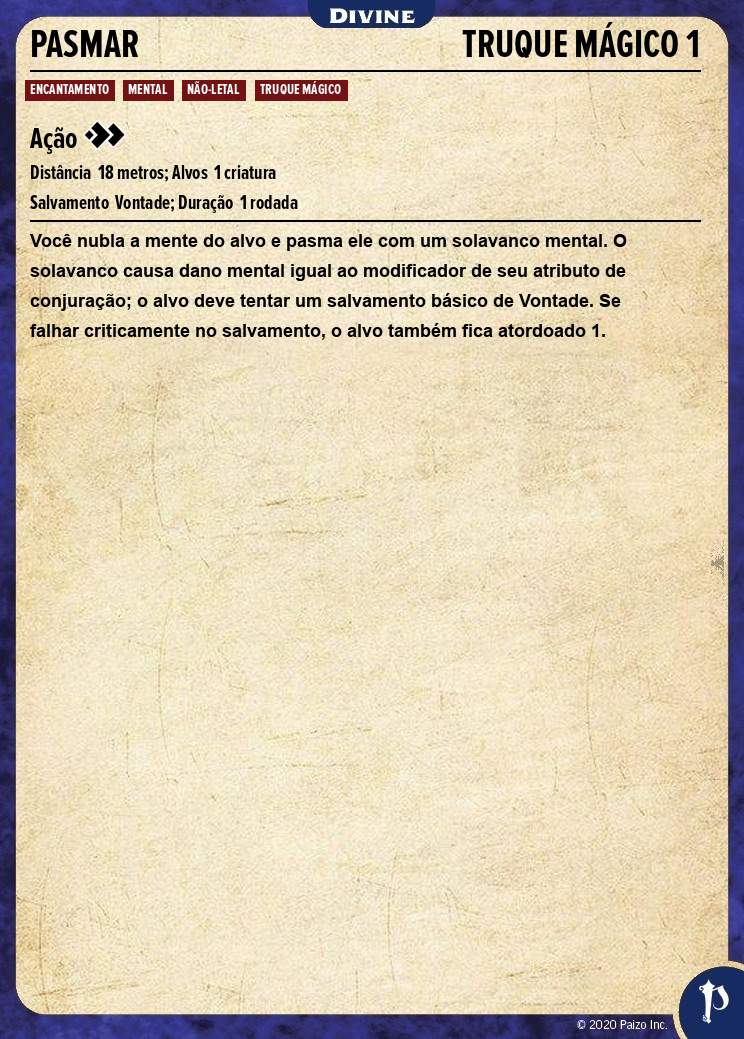 DIVINE
PASMAR TRUQUE MÁGICO 1
ENCANTAMENTO MENTAL NÃO-LETAL TRUQUE MÁGICO
Ação
Distância 18 metros; Alvos 1 criatura
Salvamento Vontade; Duração 1 rodada
Você nubla a mente do alvo e pasma ele com um solavanco mental. O
solavanco causa dano mental igual ao modificador de seu atributo de
conjuração; o alvo deve tentar um salvamento básico de Vontade. Se
falhar criticamente no salvamento, o alvo também fica atordoado 1.
© 2020 Paizo Inc.
P